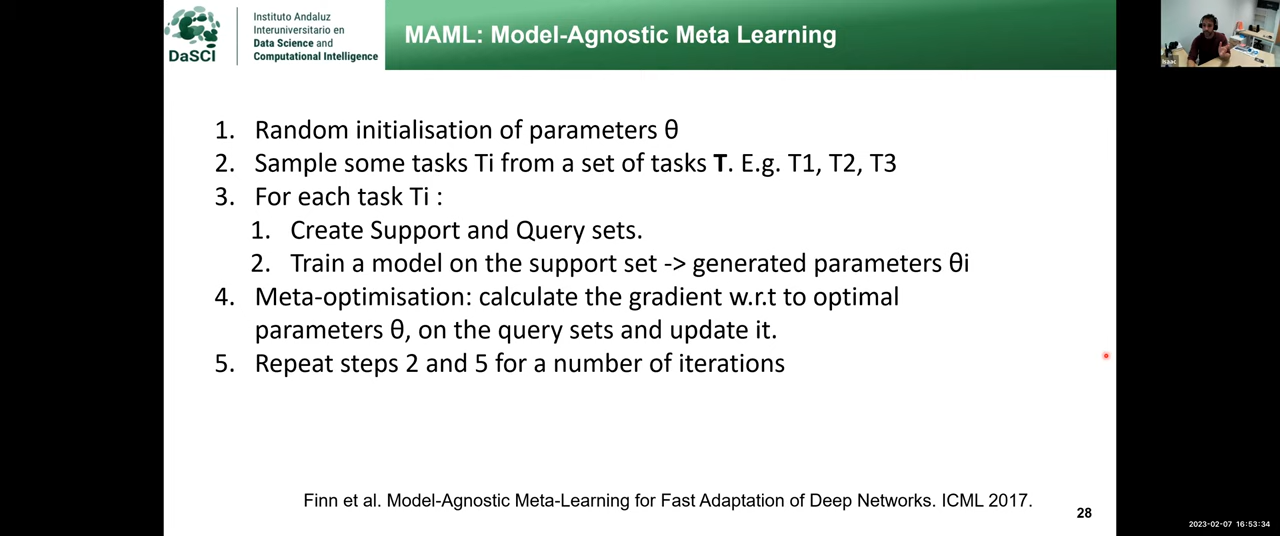 DaSCI
Instituto Andaluz
Interuniversitario en
Data Science and
Computational Intelligence
MAML: Model-Agnostic Meta Learning
Isaac
1. Random initialisation of parameters θ
2. Sample some tasks Ti from a set of tasks T. E.g. T1, T2, T3
3. For each task Ti :
1. Create Support and Query sets.
2. Train a model on the support set -> generated parameters θi
4. Meta-optimisation: calculate the gradient w.r.t to optimal
parameters θ, on the query sets and update it.
5. Repeat steps 2 and 5 for a number of iterations
Finn et al. Model-Agnostic Meta-Learning for Fast Adaptation of Deep Networks. ICML 2017.
28
2023-02-07 16:53:34